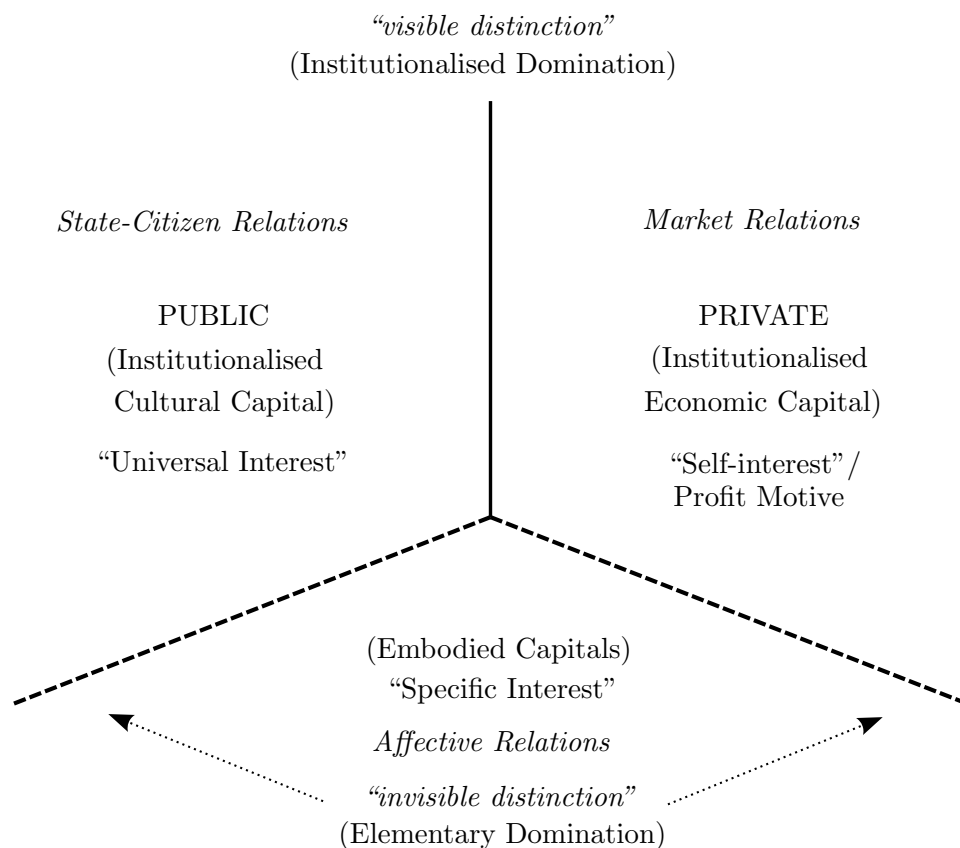 “visible distinction”
(Institutionalised Domination)
State-Citizen Relations
Market Relations
PUBLIC
(Institutionalised
Cultural Capital)
“Universal Interest”
PRIVATE
(Institutionalised
Economic Capital)
“Self-interest”/
Profit Motive
(Embodied Capitals)
“Specific Interest”
Affective Relations
“invisible distinction”
(Elementary Domination)